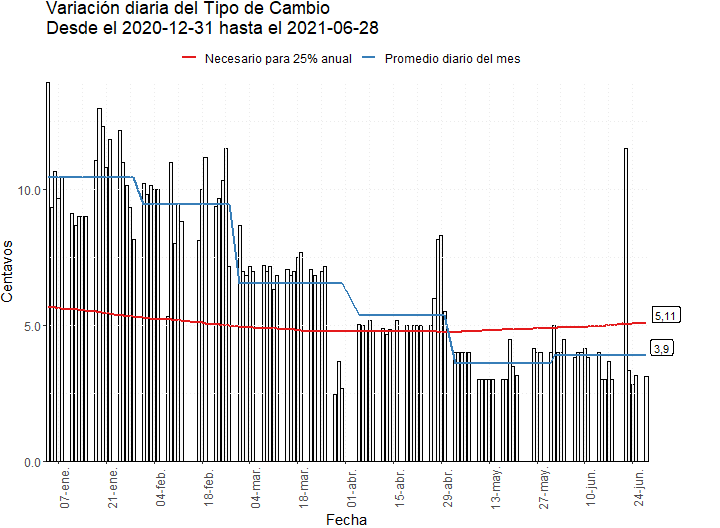 Variación diaria del Tipo de Cambio
Desde el 2020-12-31 hasta el 2021-06-28
Necesario para 25% anual
Promedio diario del mes
Centavos
10.0
5.0
0.0
5,11
3,9
07-ene.
21-ene.
04-feb.
18-feb.
04-mar.
18-mar.
01-abr.
15-abr.
29-abr.
13-may.
27-may.
10-jun.
24-jun.
Fecha